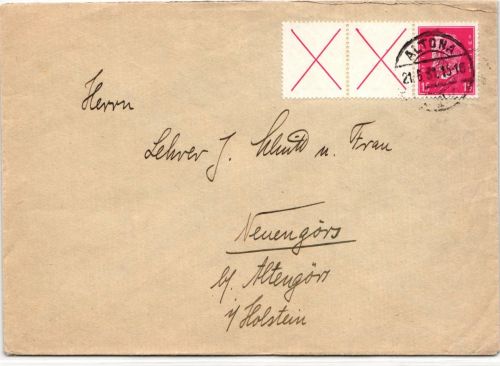 ALTONA
Herrn
Lehrer J. Schmidt u. Frau
Neuengörs
b/ Altengörs
i/ Holstein